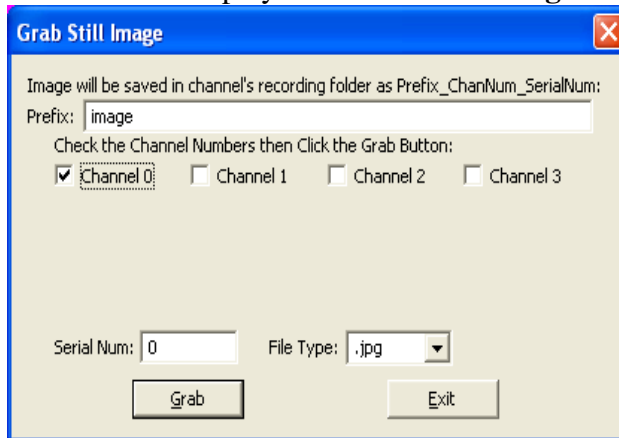 Grab Still Image
Image will be saved in channel's recording folder as Prefix_ChanNum_SerialNum:
Prefix: image
Check the Channel Numbers then Click the Grab Button:
Channel 0 Channel 1 Channel 2 Channel 3
Serial Num: 0 File Type: .jpg
Grab Exit